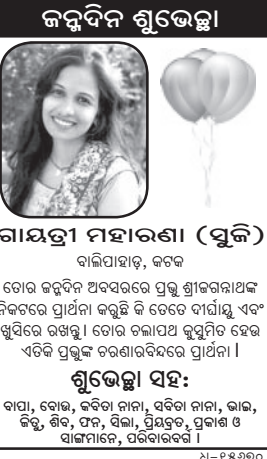 ଜନ୍ମଦିନ ଶୁଭେଚ୍ଛା
ଗାୟତ୍ରୀ ମହାରଣା (ସୁକି)
ବାଲିପାହାଡ଼, କଟକ
ତୋର ଜନ୍ମଦିନ ଅବସରରେ ପ୍ରଭୁ ଶ୍ରୀଜଗନ୍ନାଥଙ୍କ
ନିକଟରେ ପ୍ରାର୍ଥନା କରୁଛି କି ତେତେ ଦୀର୍ଘାୟୁ ଏବଂ
ଖୁସିରେ ରଖନ୍ତୁ। ତୋର ଚଲାପଥ କୁସୁମିତ ହେଉ
ଏତିକି ପ୍ରଭୁଙ୍କ ଚରଣାରବିନ୍ଦରେ ପ୍ରାର୍ଥନା l
ଶୁଭେଚ୍ଛା ସହ:
ବାପା, ବୋଉ, କବିତା ନାନା, ସବିତା ନାନା, ଭାଇ,
ଜିତୁ, ଶିବ, ଫନ, ସିଲା, ପ୍ରିୟବ୍ରତ, ପ୍ରକାଶ ଓ
ସାଙ୍ଗମାନେ, ପରିବାରବର୍ଗ l
ଧ-୧୫୬୭୦